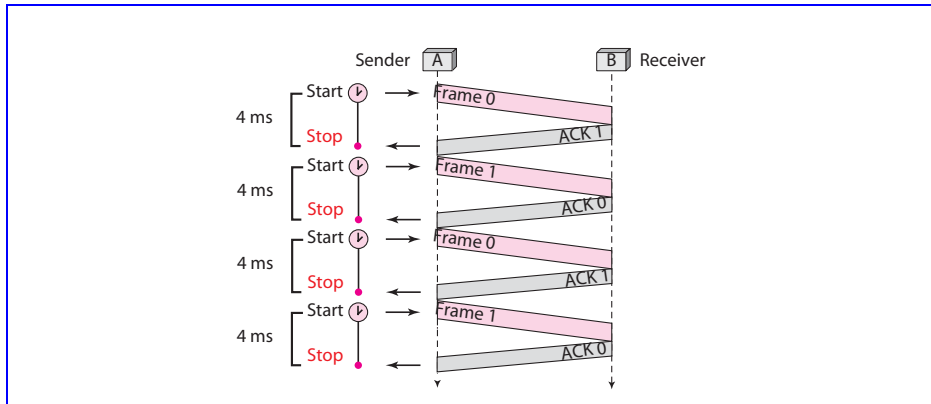 Sender A B Receiver
Start Frame 0
4 ms
Stop ACK 1
Start Frame 1
4 ms
Stop ACK 0
Start Frame 0
4 ms
Stop ACK 1
Start Frame 1
4 ms
Stop ACK 0